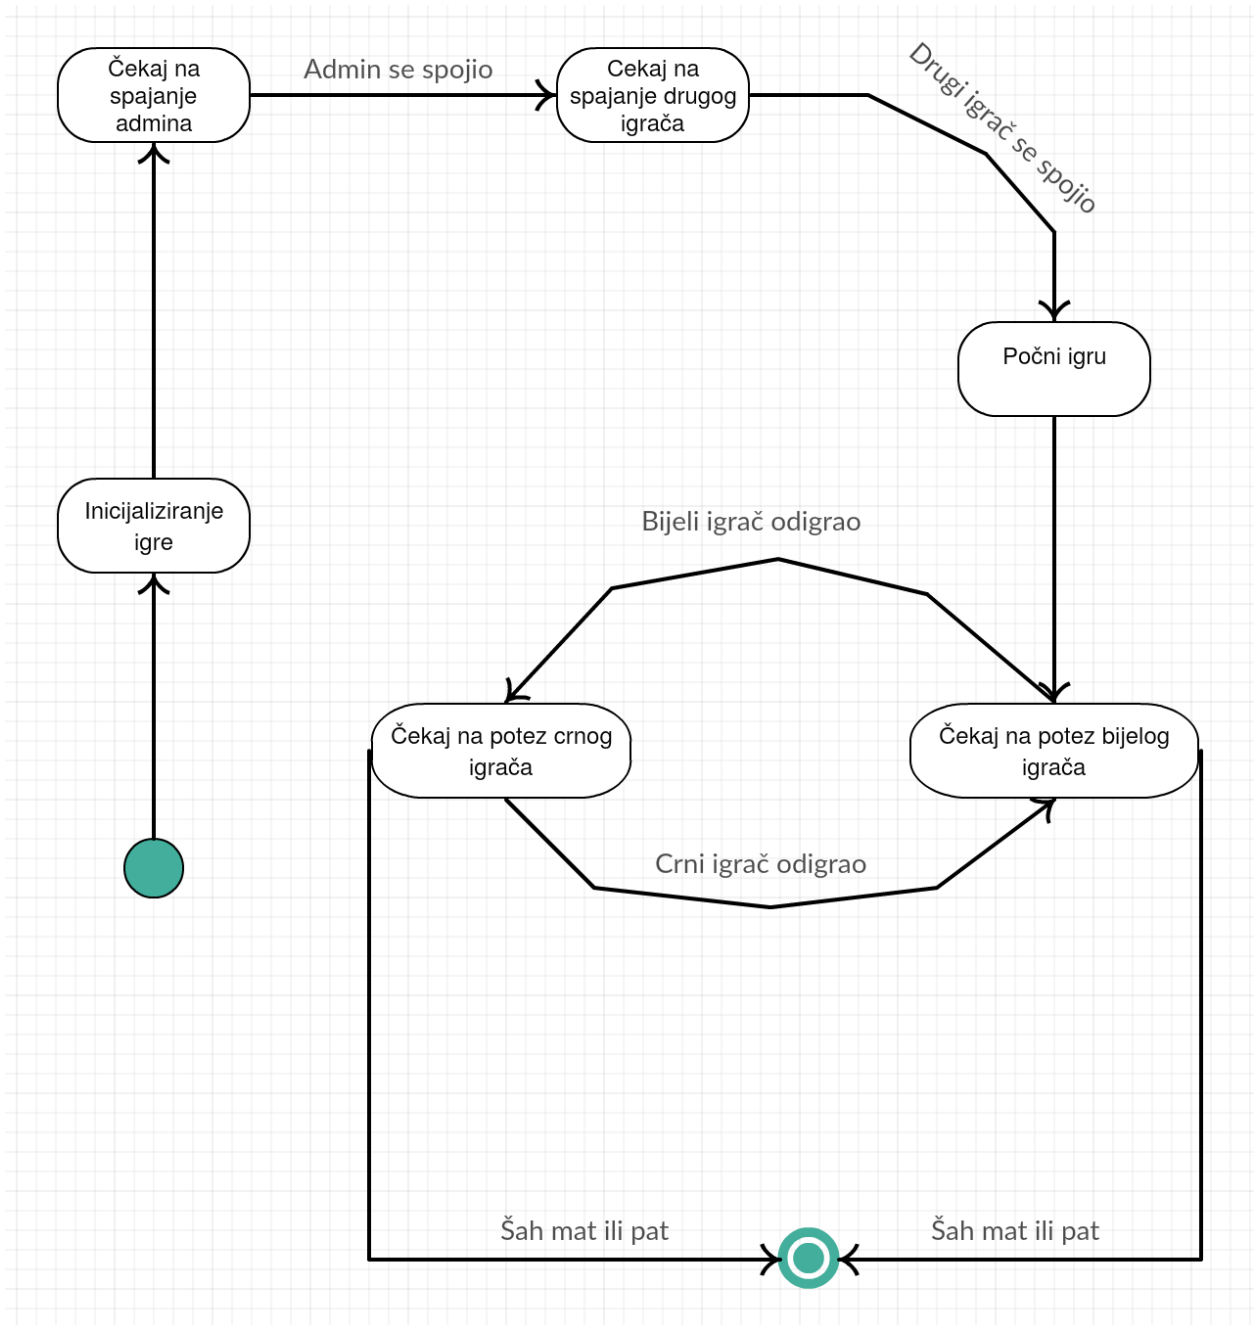 Čekaj na
spajanje
admina
Admin se spojio
Cekaj na
spajanje drugog
igrača
Drugi igrač se spojio
Počni igru
Inicijaliziranje
igre
Bijeli igrač odigrao
Čekaj na potez crnog
igrača
Čekaj na potez bijelog
igrača
Crni igrač odigrao
Šah mat ili pat
Šah mat ili pat